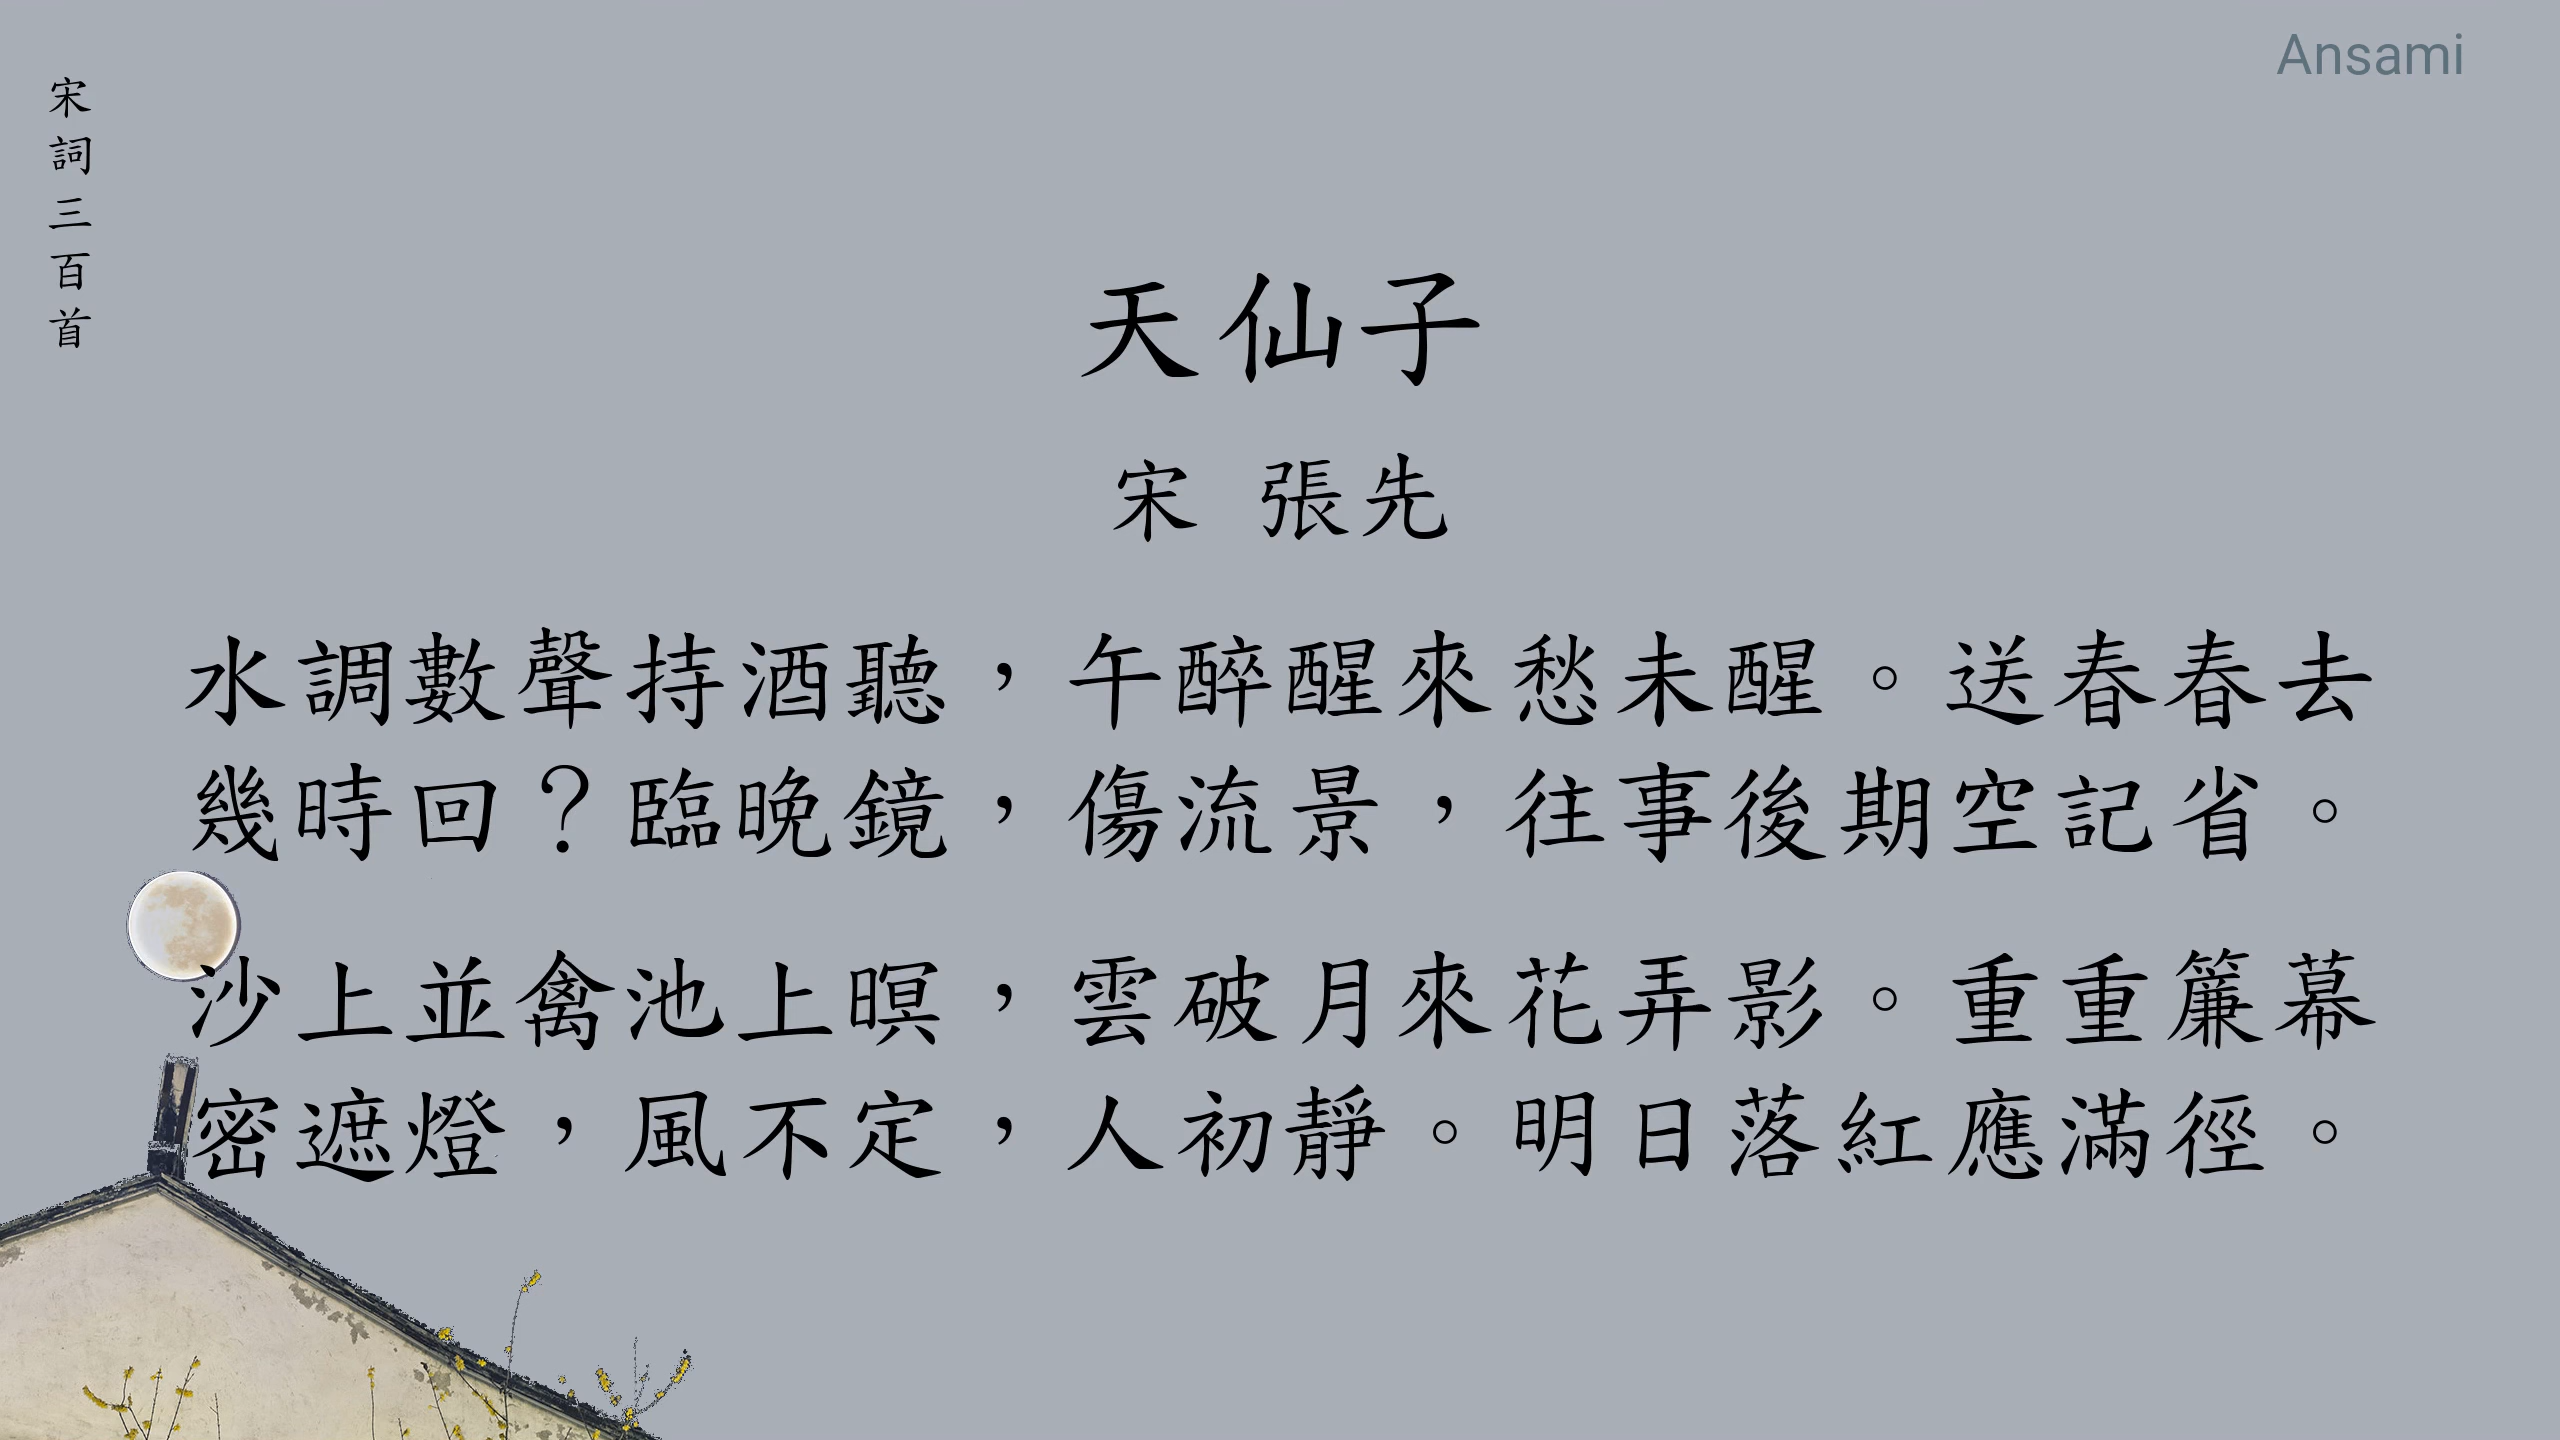 宋詞三百首
Ansami
天仙子
宋 張先
水調數聲持酒聽，午醉醒來愁未醒。送春春去
幾時回？臨晚鏡，傷流景，往事後期空記省。
沙上並禽池上暝，雲破月來花弄影。重重簾幕
密遮燈，風不定，人初靜。明日落紅應滿徑。